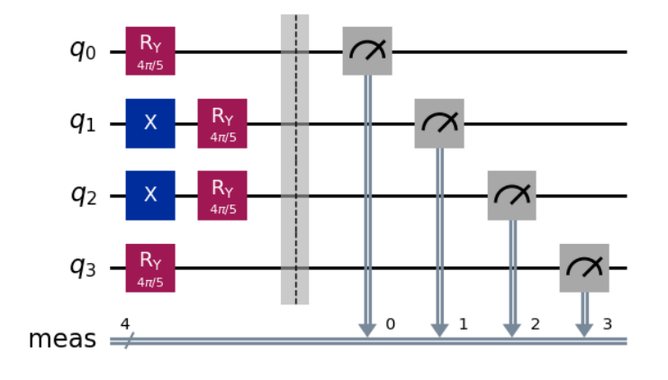 q0 RY 4π/5
q1 X RY 4π/5
q2 X RY 4π/5
q3 RY 4π/5
4 0 1 2 3
meas